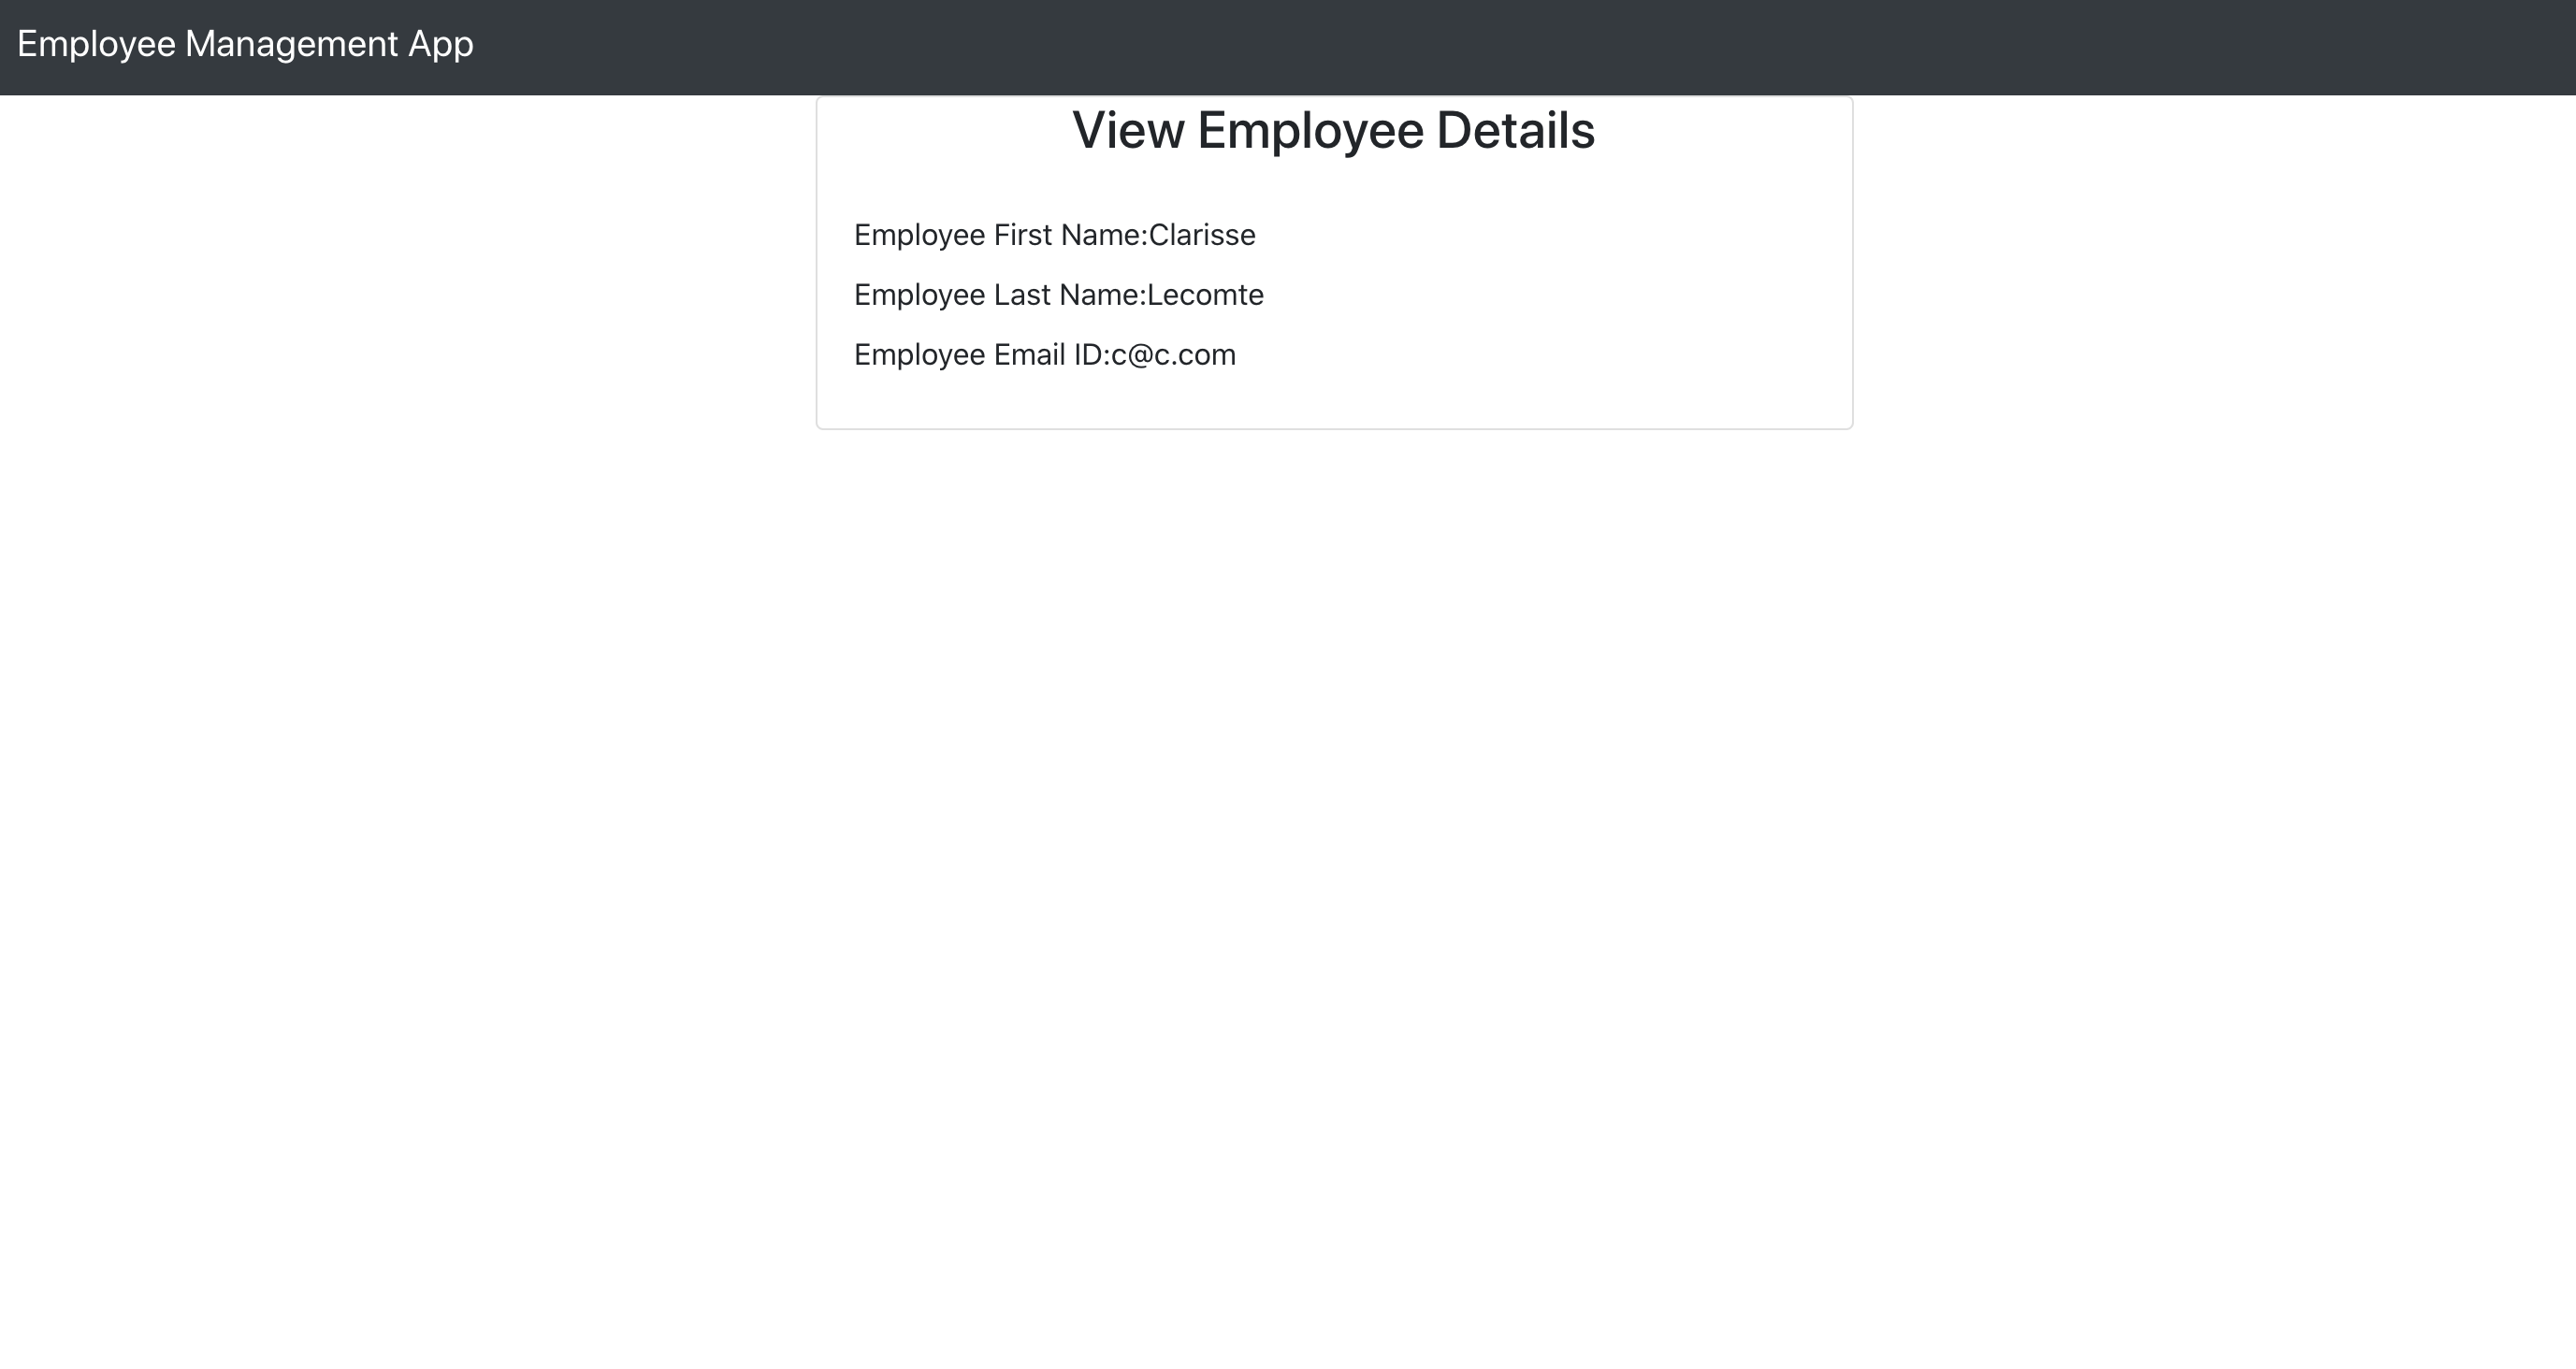 Employee Management App
View Employee Details
Employee First Name:Clarisse
Employee Last Name:Lecomte
Employee Email ID:c@c.com